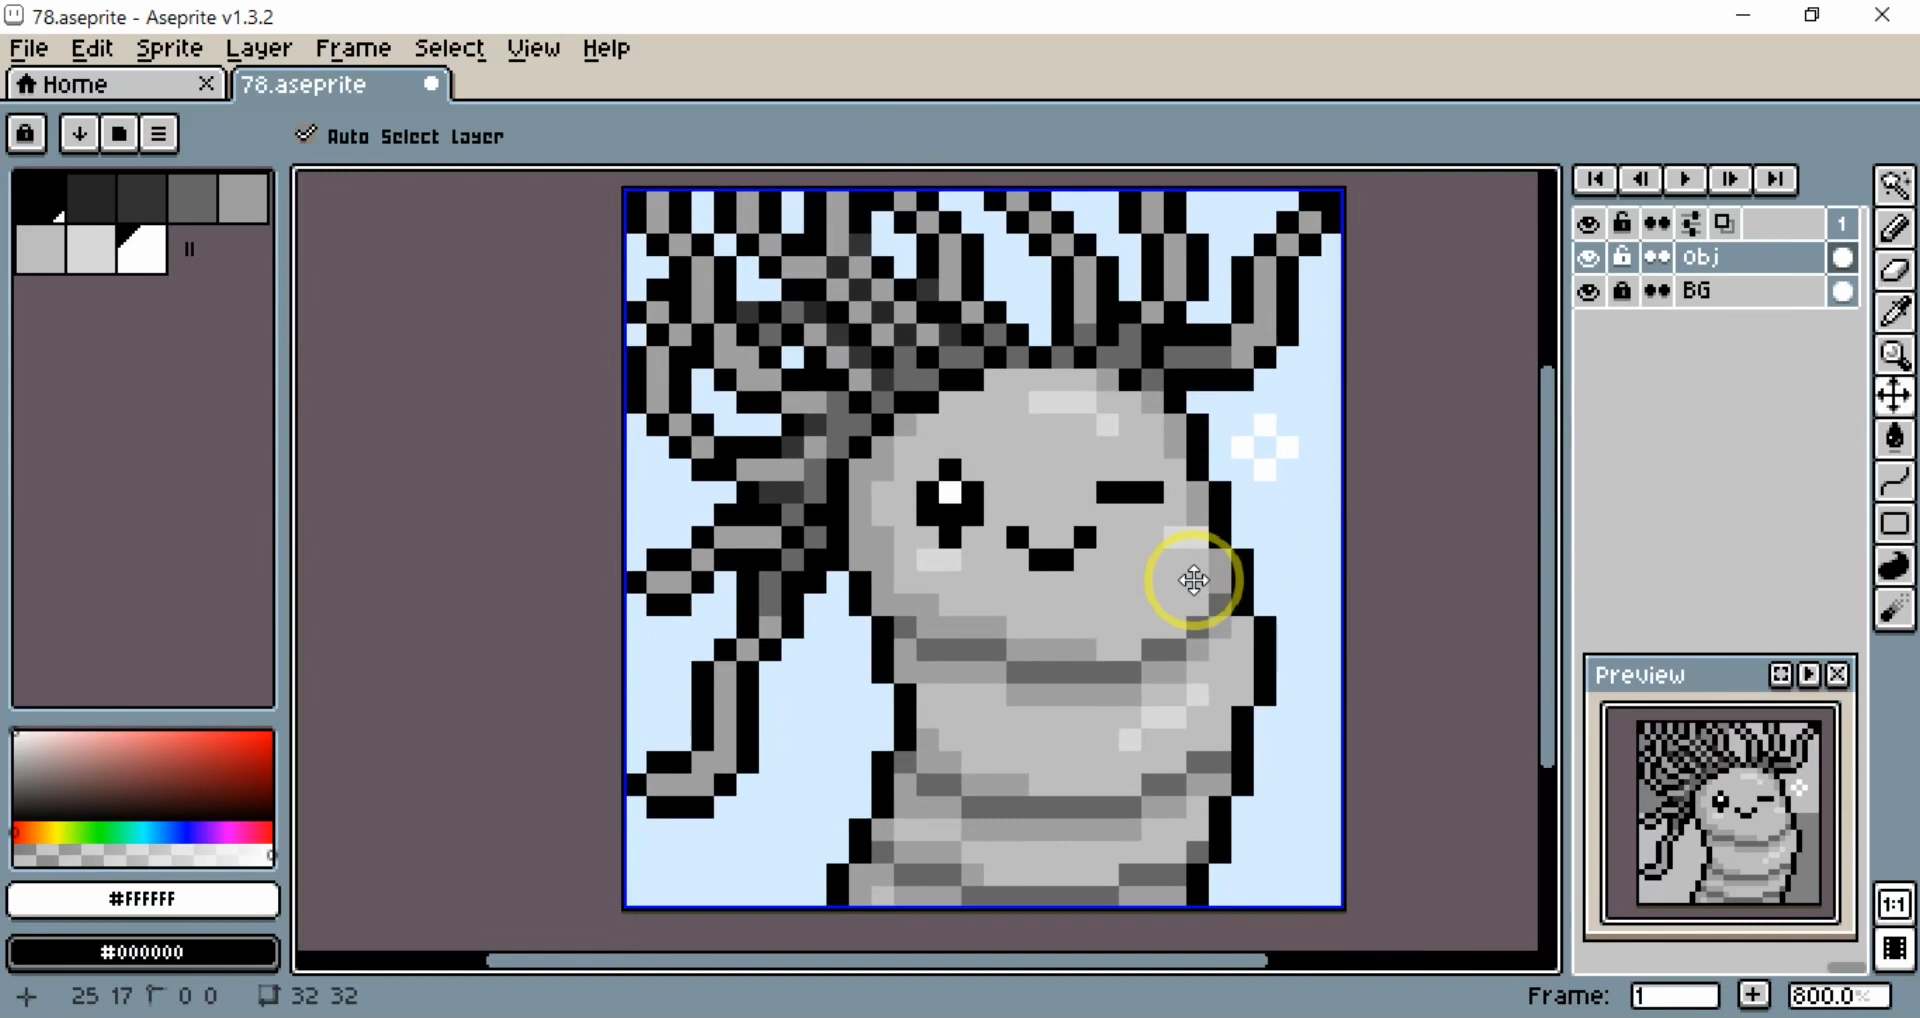 78.aseprite - Aseprite v1.3.2
File Edit Sprite Layer Frame Select View Help
Home 78.aseprite
Auto Select Layer
1
obj
BG
Preview
#FFFFFF
#000000
1:1
25 17 0 0 32 32
Frame: 1 800.0%